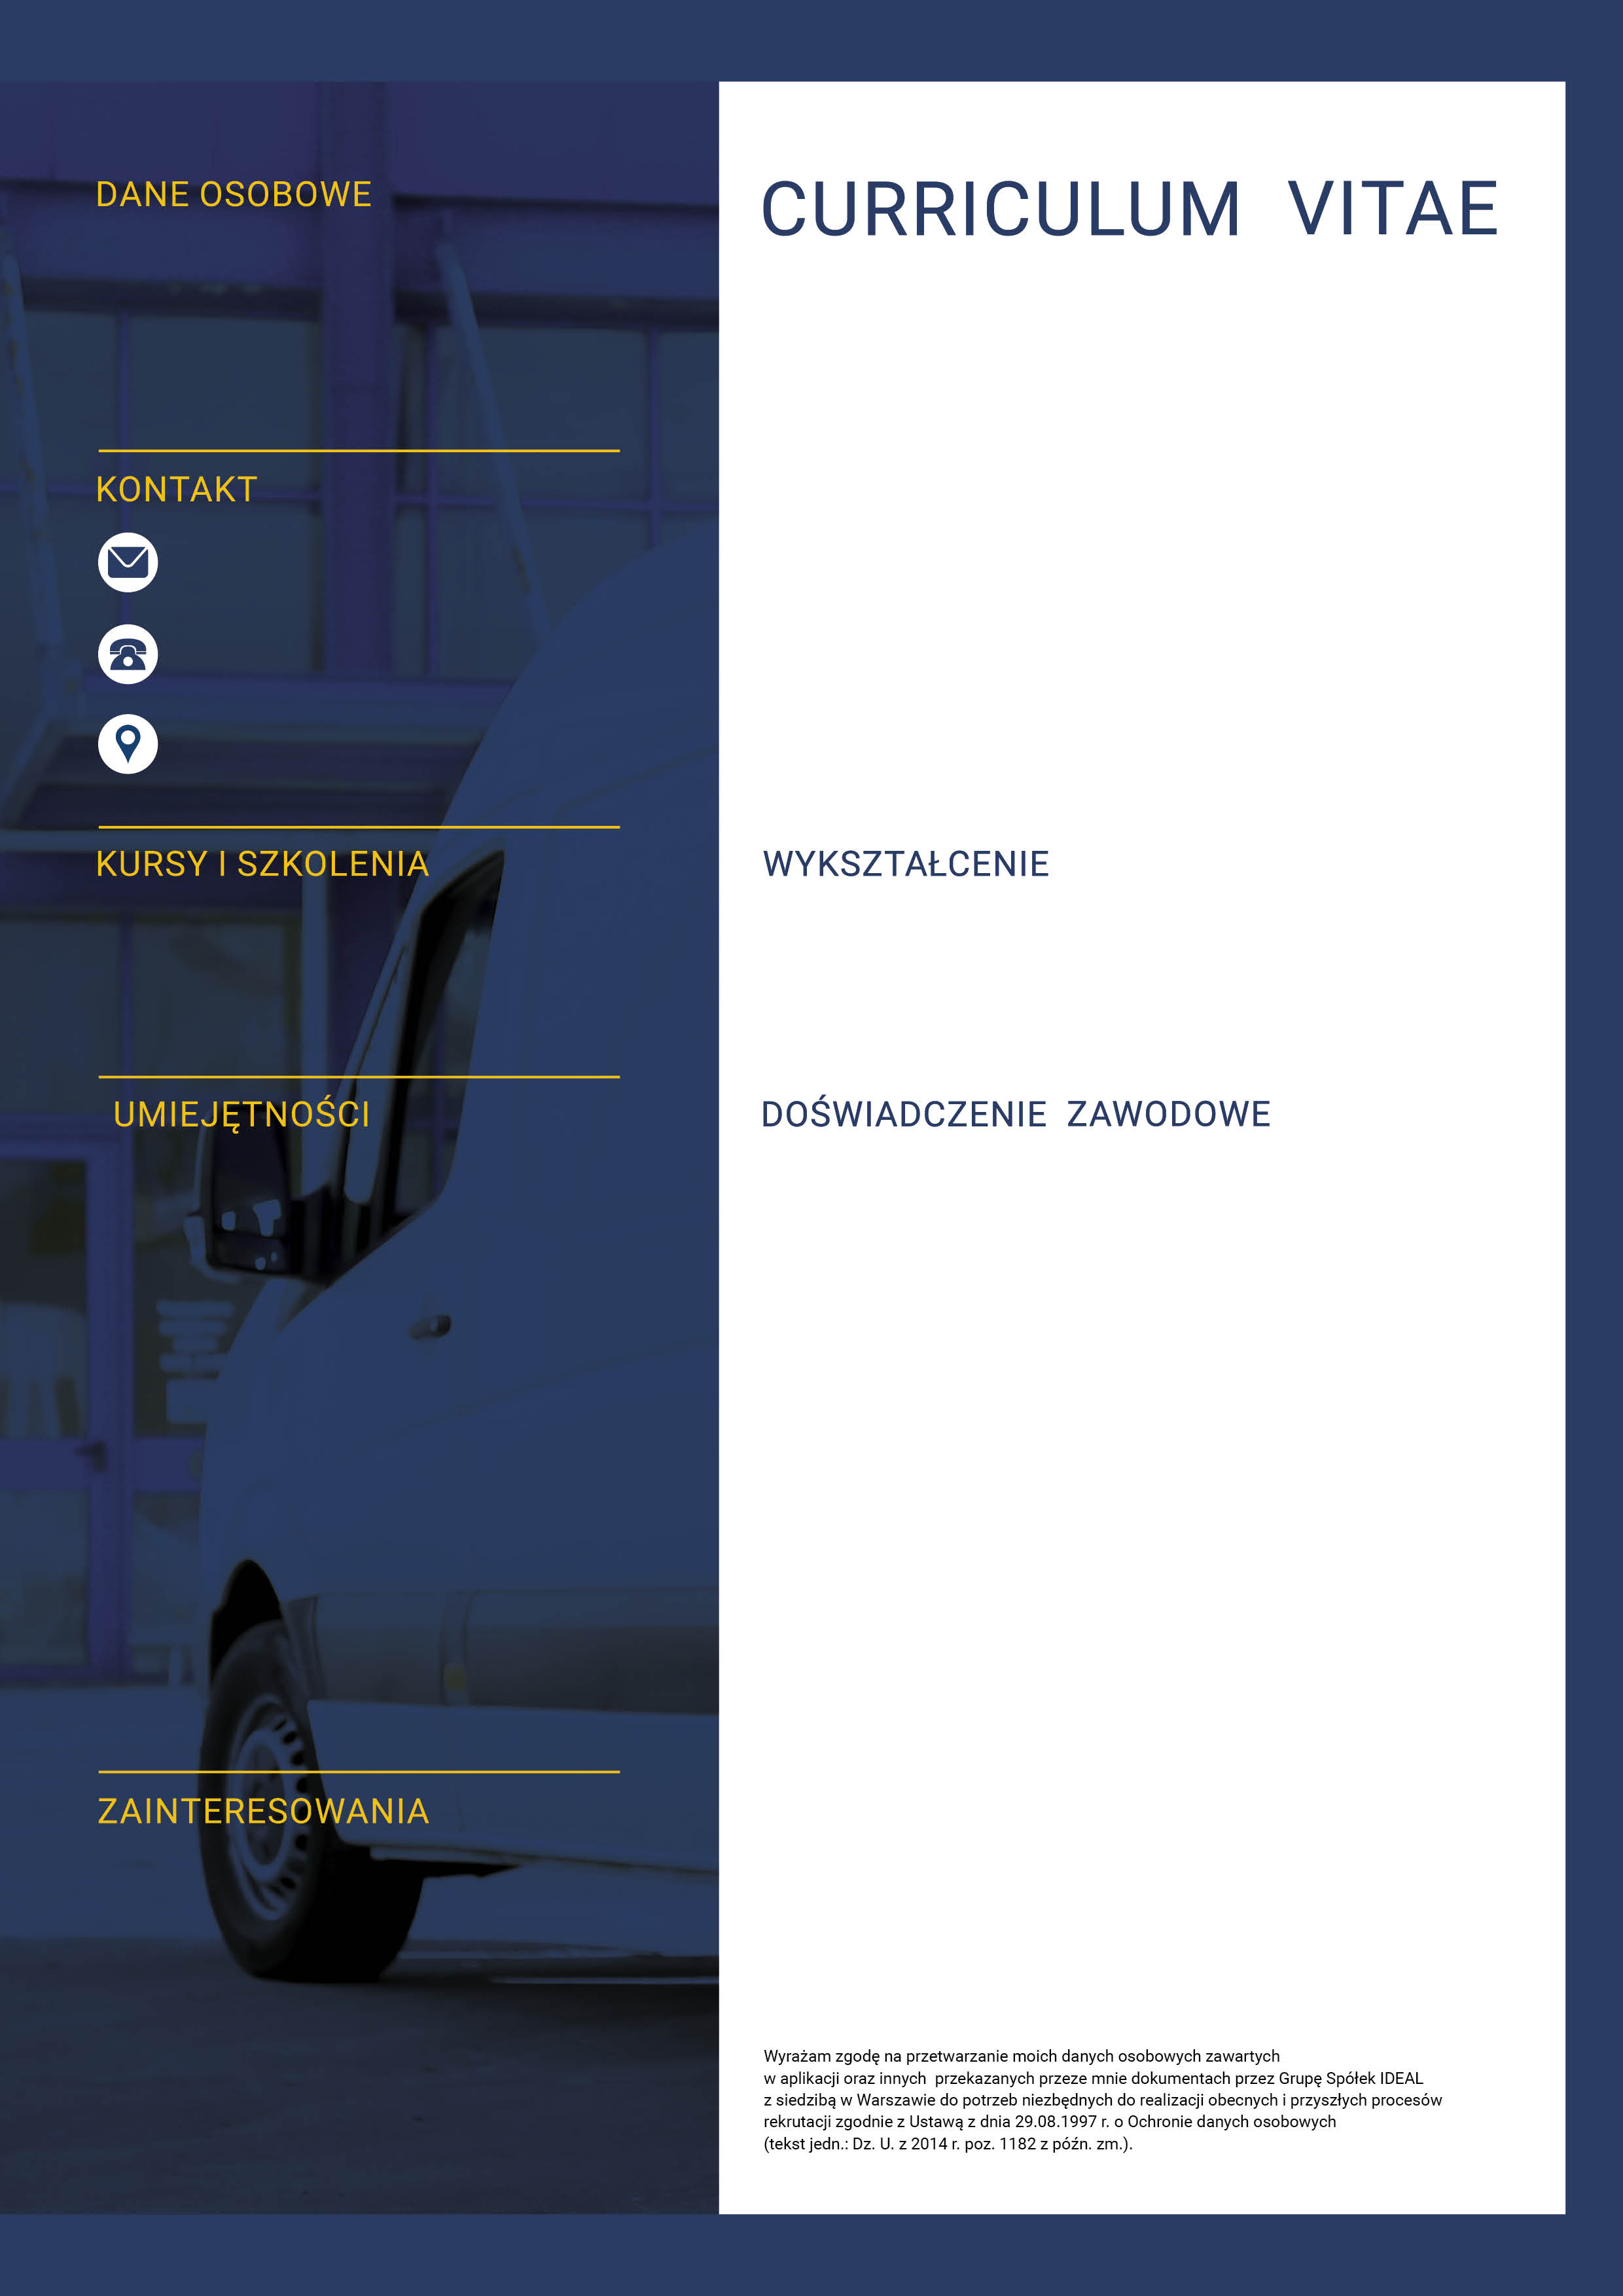 DANE OSOBOWE
KONTAKT
KURSY I SZKOLENIA
UMIEJĘTNOŚCI
ZAINTERESOWANIA
CURRICULUM VITAE
WYKSZTAŁCENIE
DOŚWIADCZENIE ZAWODOWE
Wyrażam zgodę na przetwarzanie moich danych osobowych zawartych
w aplikacji oraz innych przekazanych przeze mnie dokumentach przez Grupę Spółek IDEAL
z siedzibą w Warszawie do potrzeb niezbędnych do realizacji obecnych i przyszłych procesów
rekrutacji zgodnie z Ustawą z dnia 29.08.1997 r. o Ochronie danych osobowych
(tekst jedn.: Dz. U. z 2014 r. poz. 1182 z późn. zm.).